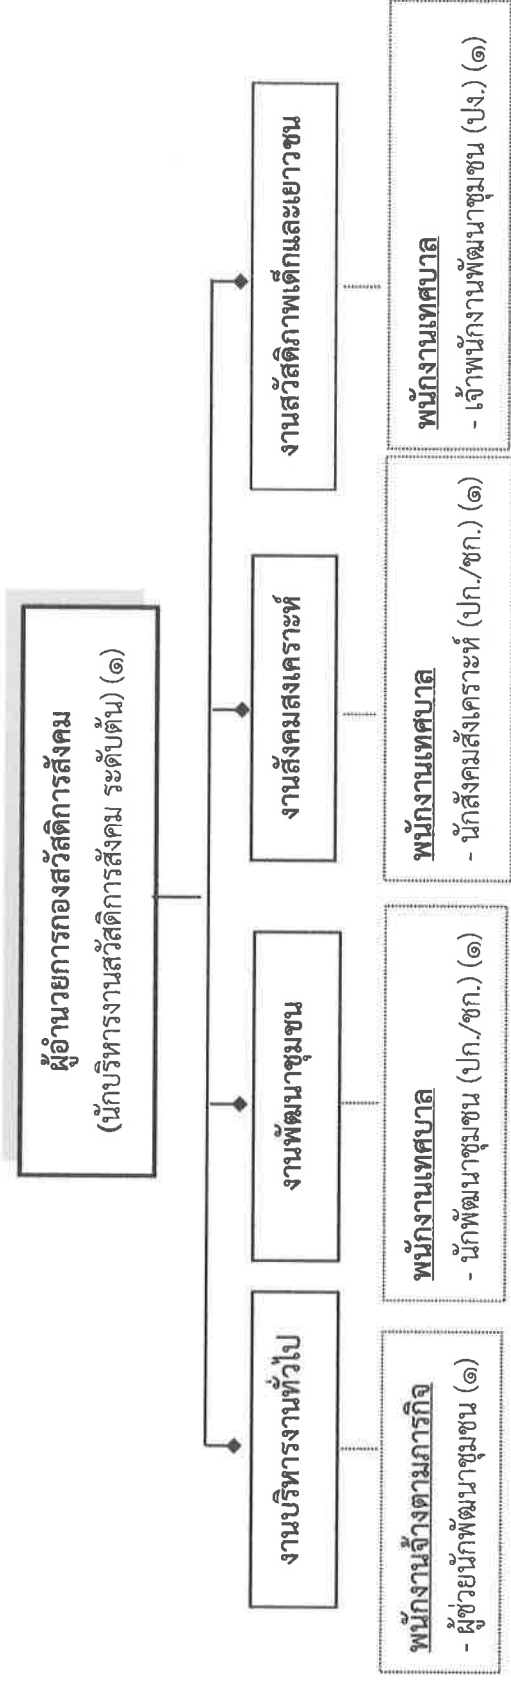 ผู้อำนวยการกองสวัสดิการสังคม
(นักบริหารงานสวัสดิการสังคม ระดับต้น) (๑)
งานบริหารงานทั่วไป
งานพัฒนาชุมชน
งานสังคมสงเคราะห์
งานสวัสดิภาพเด็กและเยาวชน
พนักงานจ้างตามภารกิจ
- ผู้ช่วยนักพัฒนาชุมชน (๑)
พนักงานเทศบาล
- นักพัฒนาชุมชน (ปก./ชก.) (๑)
พนักงานเทศบาล
- นักสังคมสงเคราะห์ (ปก./ชก.) (๑)
พนักงานเทศบาล
- เจ้าพนักงานพัฒนาชุมชน (ปง.) (๑)